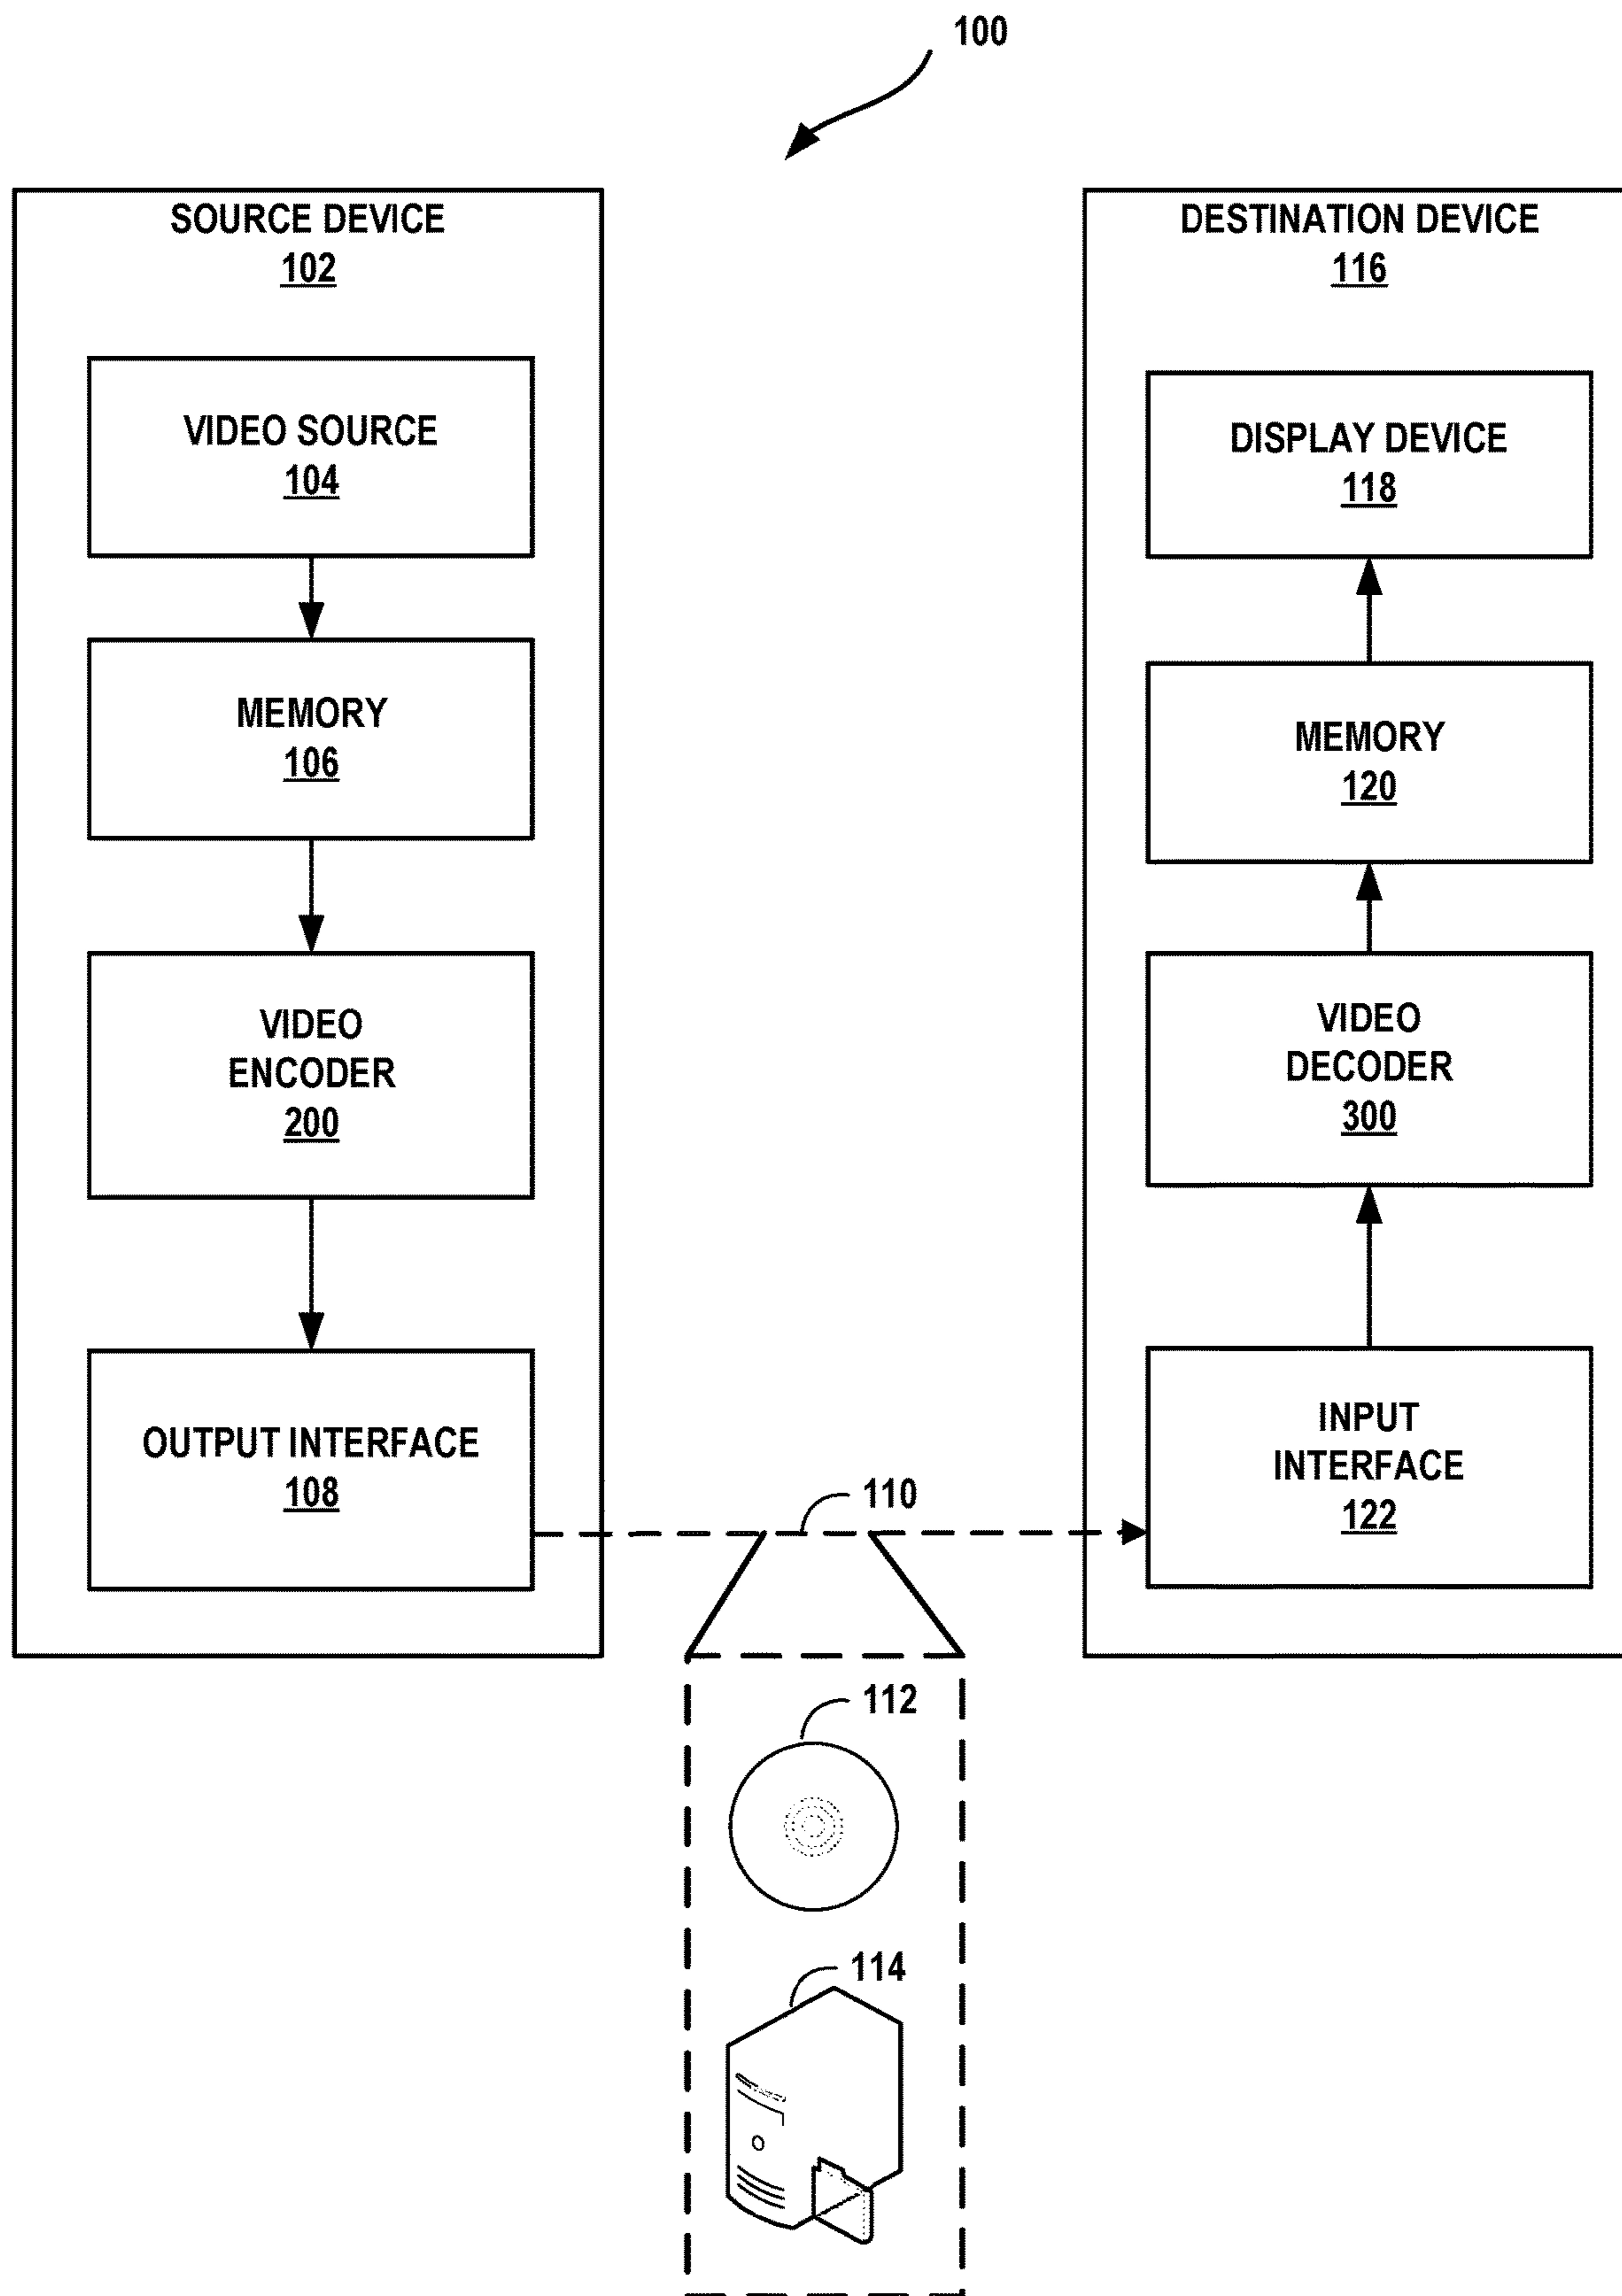 100
SOURCE DEVICE
102
VIDEO SOURCE
104
MEMORY
106
VIDEO
ENCODER
200
OUTPUT INTERFACE
108
110
112
114
DESTINATION DEVICE
116
DISPLAY DEVICE
118
MEMORY
120
VIDEO
DECODER
300
INPUT
INTERFACE
122